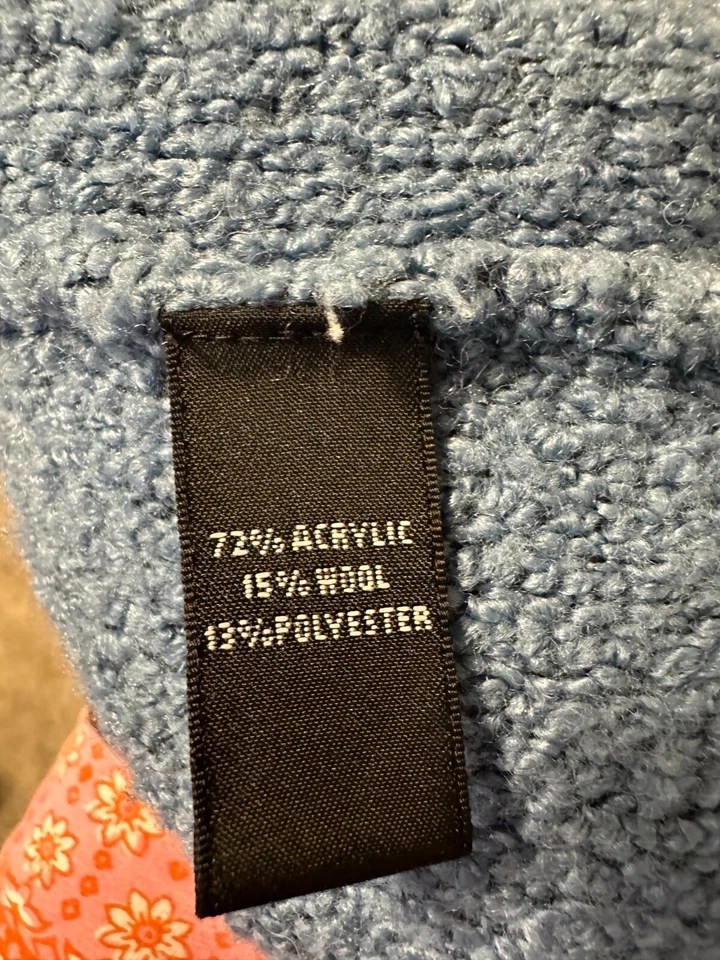 72% ACRYLIC
15% WOOL
13%POLYESTER